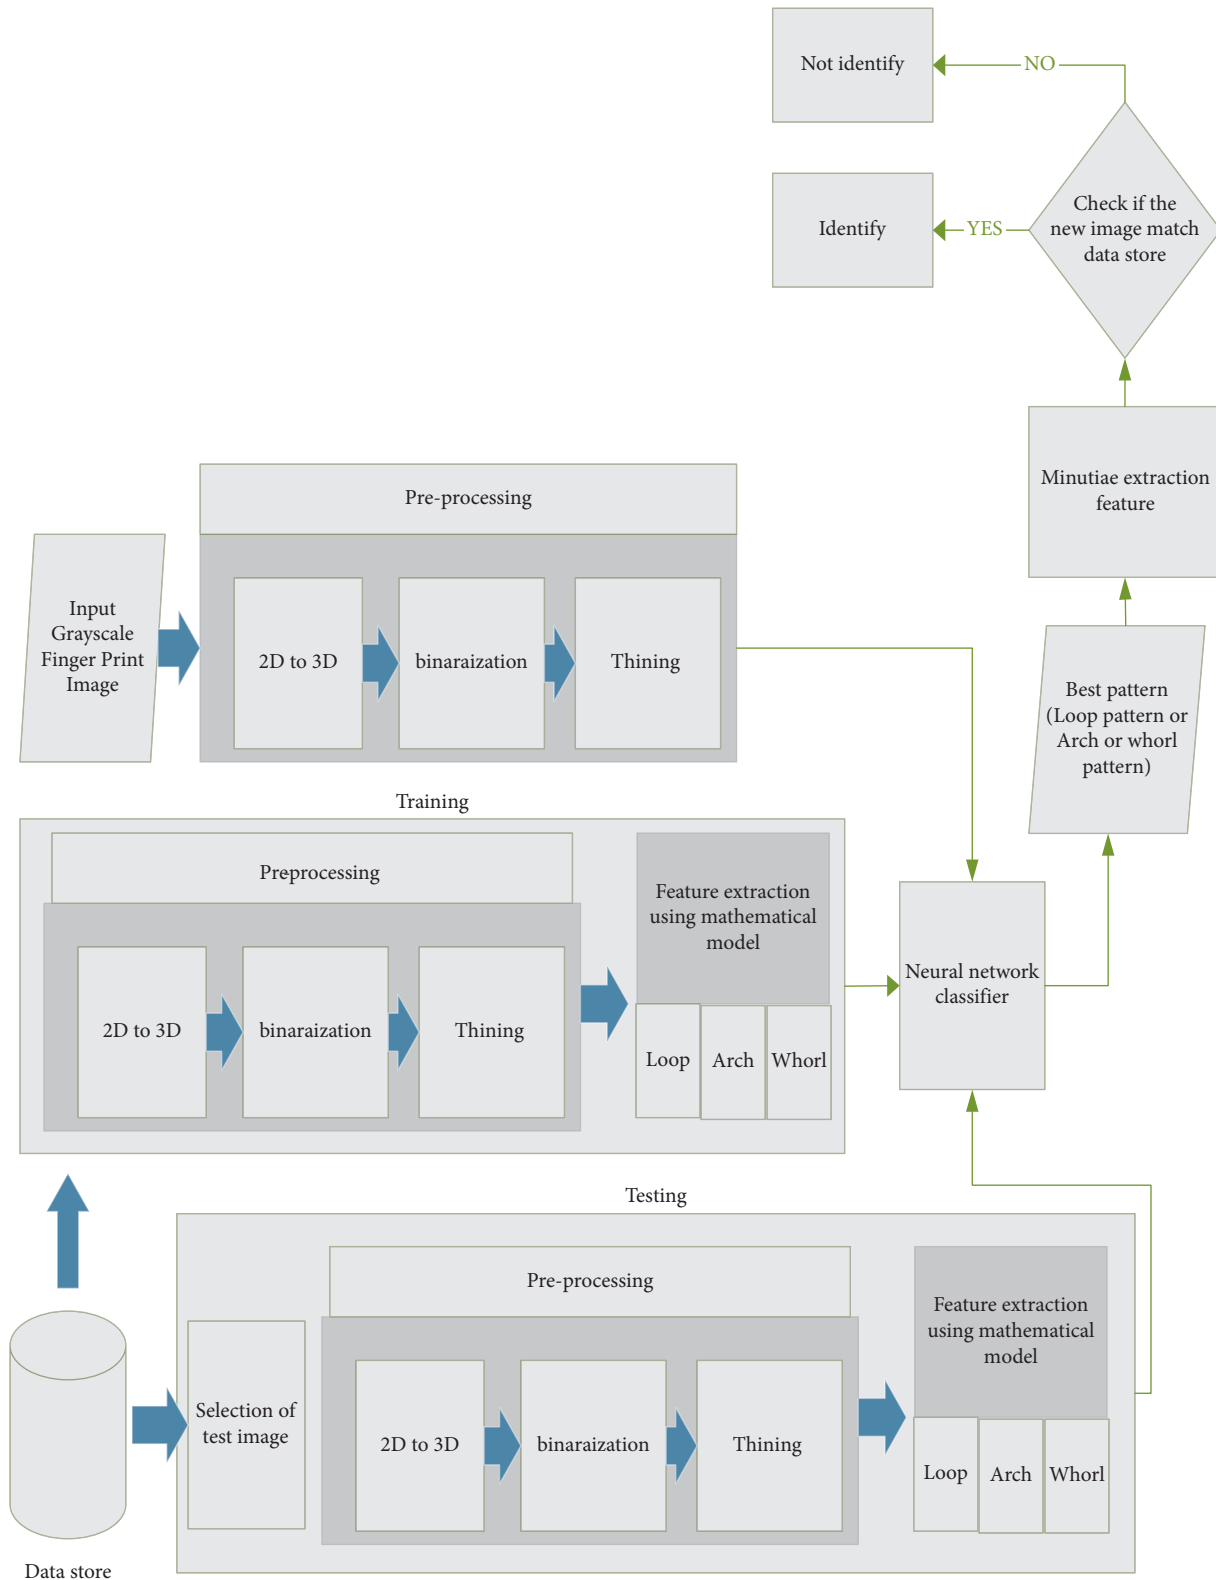 Not identify
NO
Identify
YES
Check if the
new image match
data store
Minutiae extraction
feature
Pre-processing
Input
Grayscale
Finger Print
Image
2D to 3D
binaraization
Thining
Best pattern
(Loop pattern or
Arch or whorl
pattern)
Training
Preprocessing
Feature extraction
using mathematical
model
2D to 3D
binaraization
Thining
Loop
Arch
Whorl
Neural network
classifier
Testing
Pre-processing
Feature extraction
using mathematical
model
Selection of
test image
2D to 3D
binaraization
Thining
Loop
Arch
Whorl
Data store